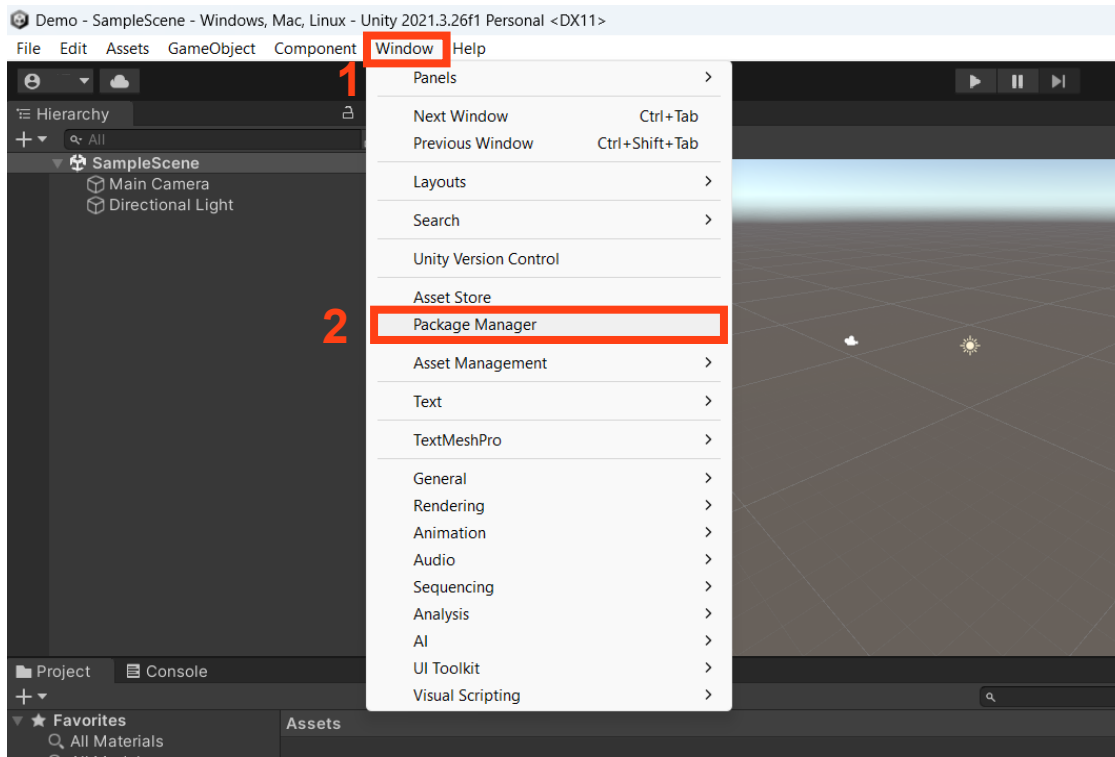 Demo - SampleScene - Windows, Mac, Linux - Unity 2021.3.26f1 Personal <DX11>
File Edit Assets GameObject Component Window Help
1
Hierarchy
All
SampleScene
Main Camera
Directional Light
Panels
Next Window Ctrl+Tab
Previous Window Ctrl+Shift+Tab
Layouts
Search
Unity Version Control
Asset Store
2 Package Manager
Asset Management
Text
TextMeshPro
General
Rendering
Animation
Audio
Sequencing
Analysis
AI
UI Toolkit
Visual Scripting
Project Console
Favorites
All Materials
Assets